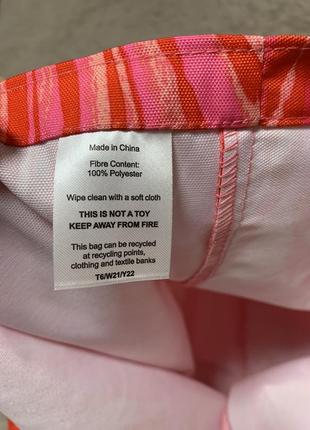 Made in China
Fibre Content:
100% Polyester
Wipe clean with a soft cloth
THIS IS NOT A TOY
KEEP AWAY FROM FIRE
This bag can be recycled
at recycling points,
clothing and textile banks
T6/W21/Y22